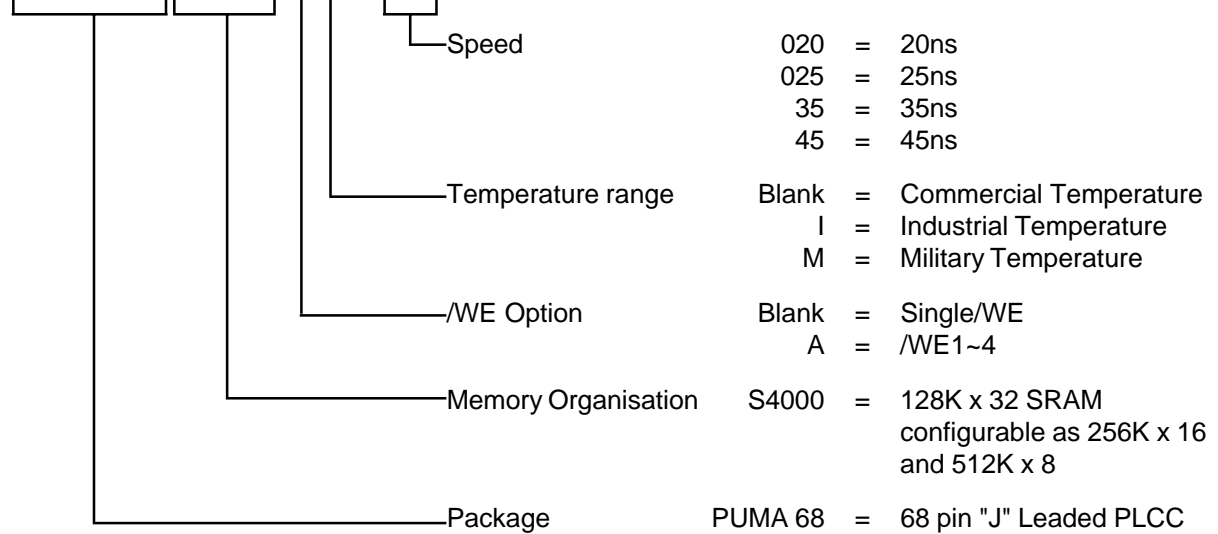 Speed 020 = 20ns
025 = 25ns
35 = 35ns
45 = 45ns
Temperature range Blank = Commercial Temperature
I = Industrial Temperature
M = Military Temperature
/WE Option Blank = Single/WE
A = /WE1~4
Memory Organisation S4000 = 128K x 32 SRAM
configurable as 256K x 16
and 512K x 8
Package PUMA 68 = 68 pin "J" Leaded PLCC